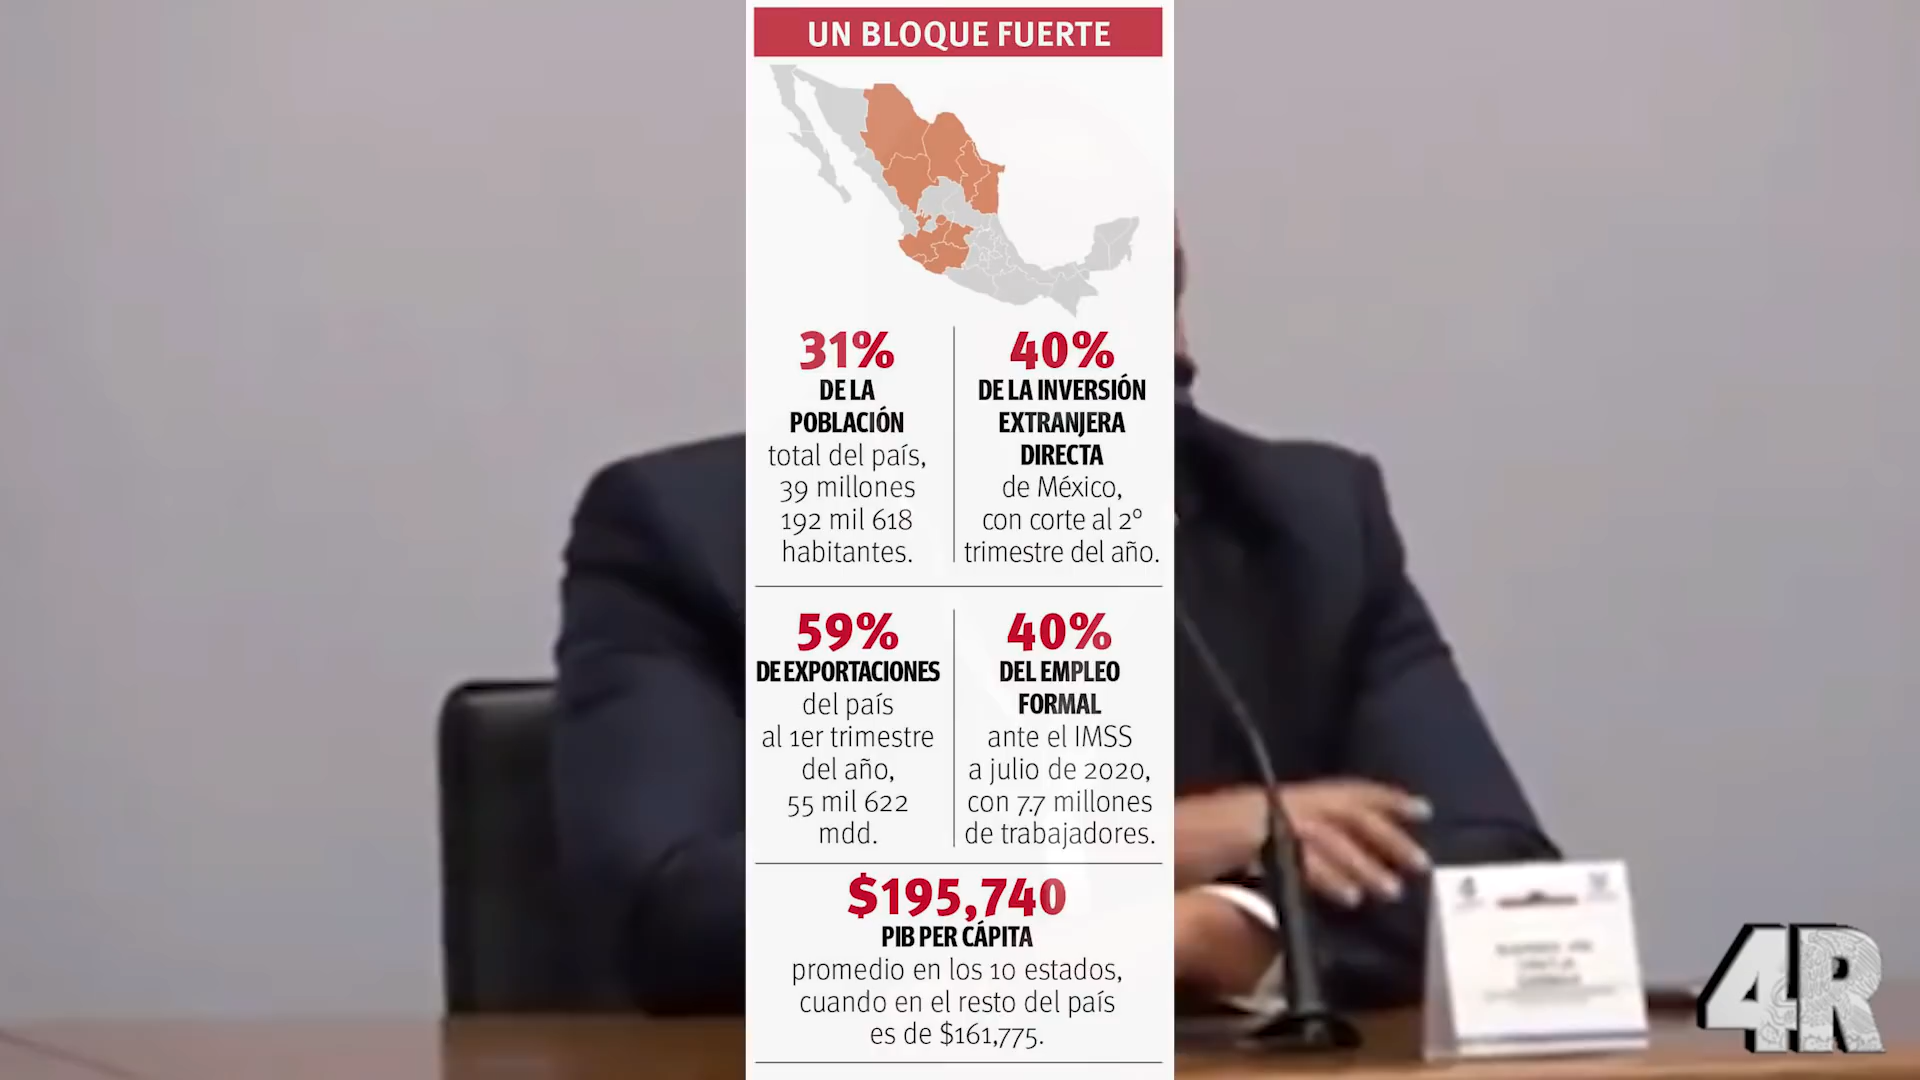 UN BLOQUE FUERTE
31%
DE LA
POBLACIÓN
total del país,
39 millones
192 mil 618
habitantes.
40%
DE LA INVERSIÓN
EXTRANJERA
DIRECTA
de México,
con corte al 2º
trimestre del año.
59%
DE EXPORTACIONES
del país
al 1er trimestre
del año,
55 mil 622
mdd.
40%
DEL EMPLEO
FORMAL
ante el IMSS
a julio de 2020,
con 7.7 millones
de trabajadores.
$195,740
PIB PER CÁPITA
promedio en los 10 estados,
cuando en el resto del país
es de $161,775.
4R